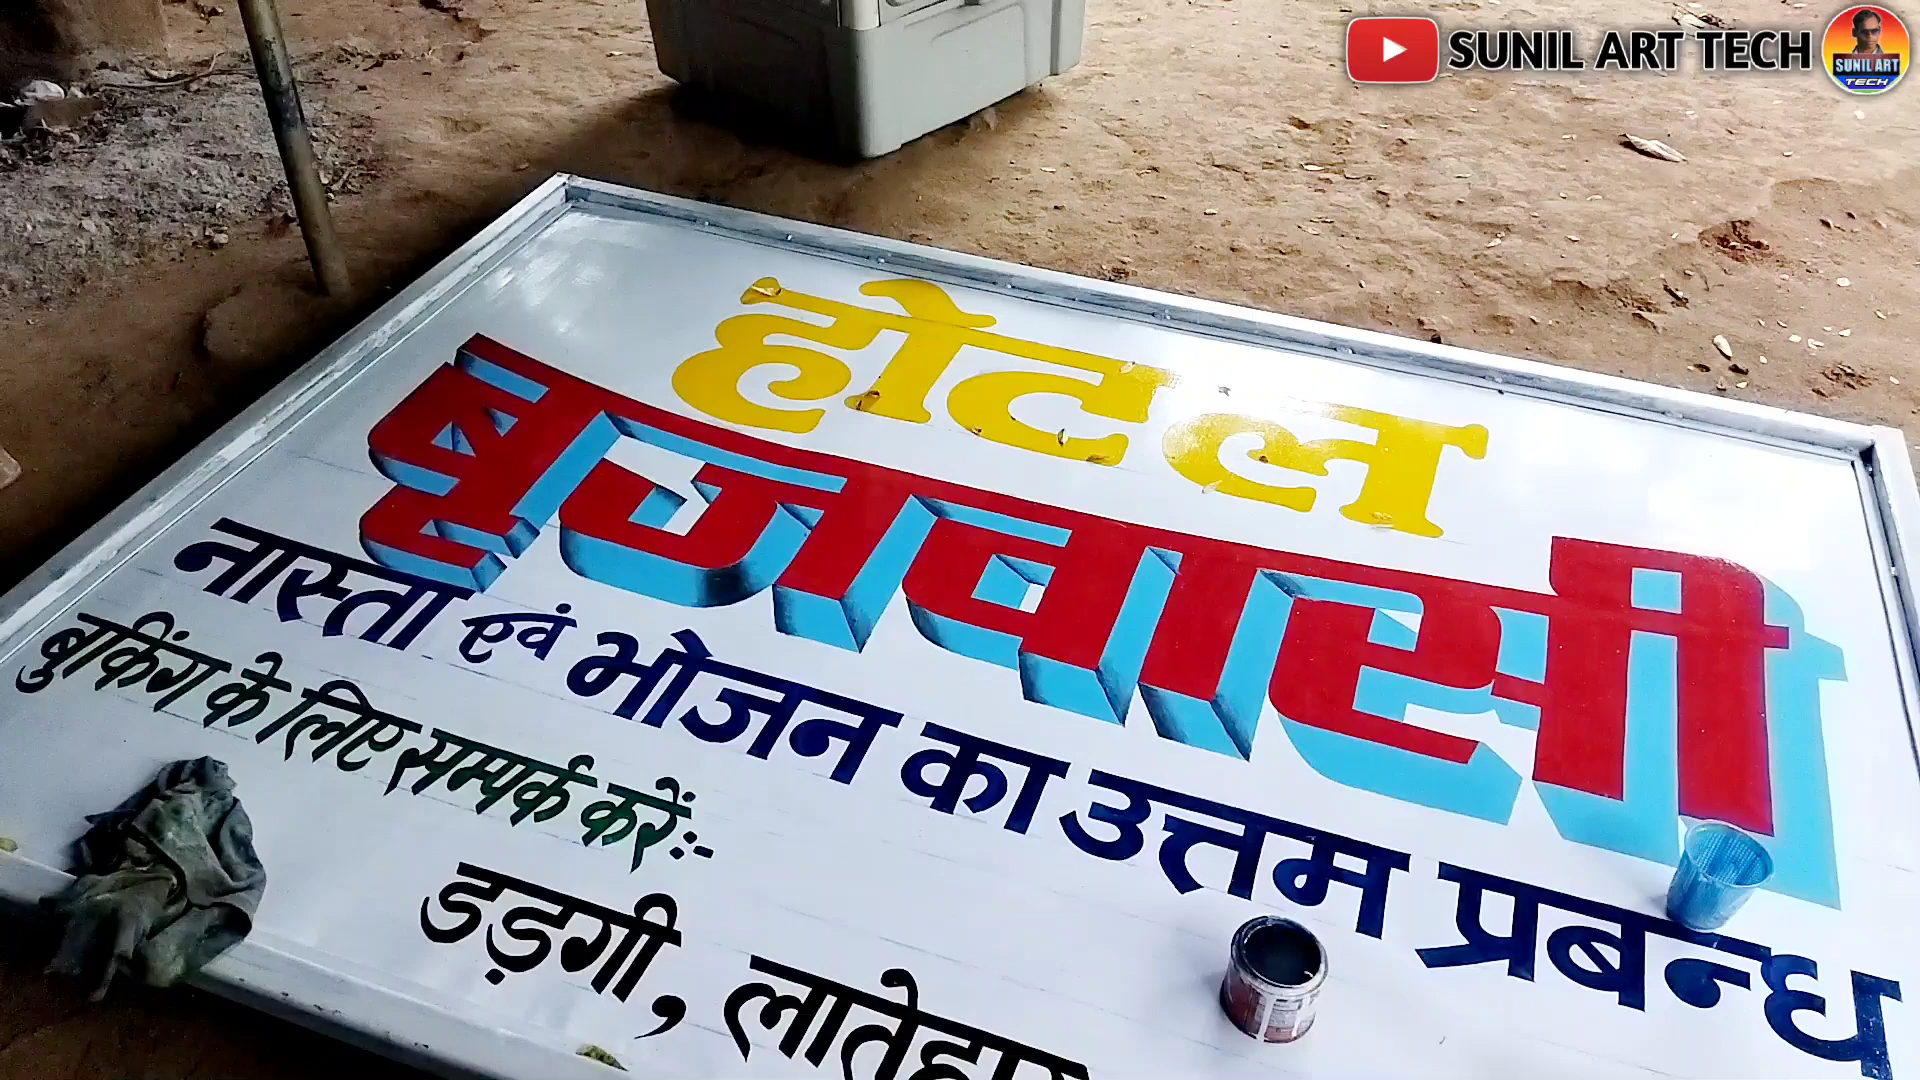 SUNIL ART TECH
SUNIL ART
TECH
होटल
बृजवासी
नास्ता एवं भोजन का उत्तम प्रबन्ध
बुकिंग के लिए सम्पर्क करें:-
डड़गी, लातेहार